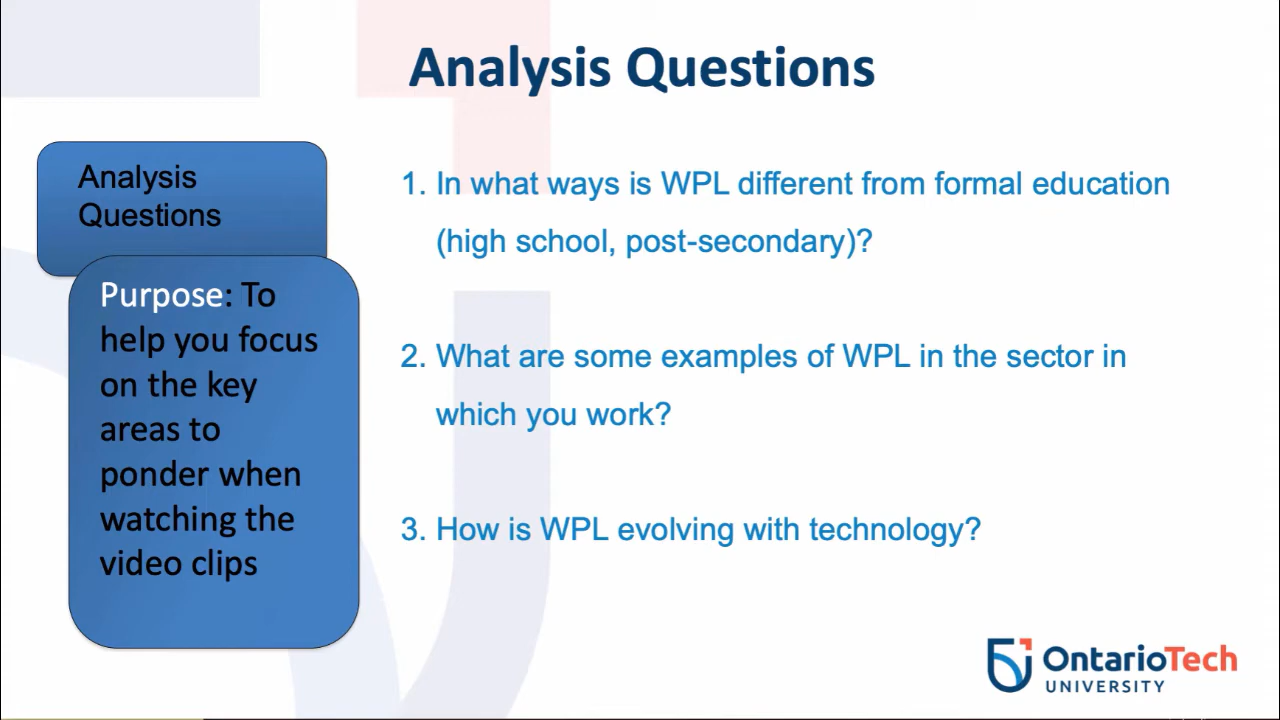 Analysis Questions
Analysis
Questions
Purpose: To
help you focus
on the key
areas to
ponder when
watching the
video clips
1. In what ways is WPL different from formal education
(high school, post-secondary)?
2. What are some examples of WPL in the sector in
which you work?
3. How is WPL evolving with technology?
OntarioTech
UNIVERSITY